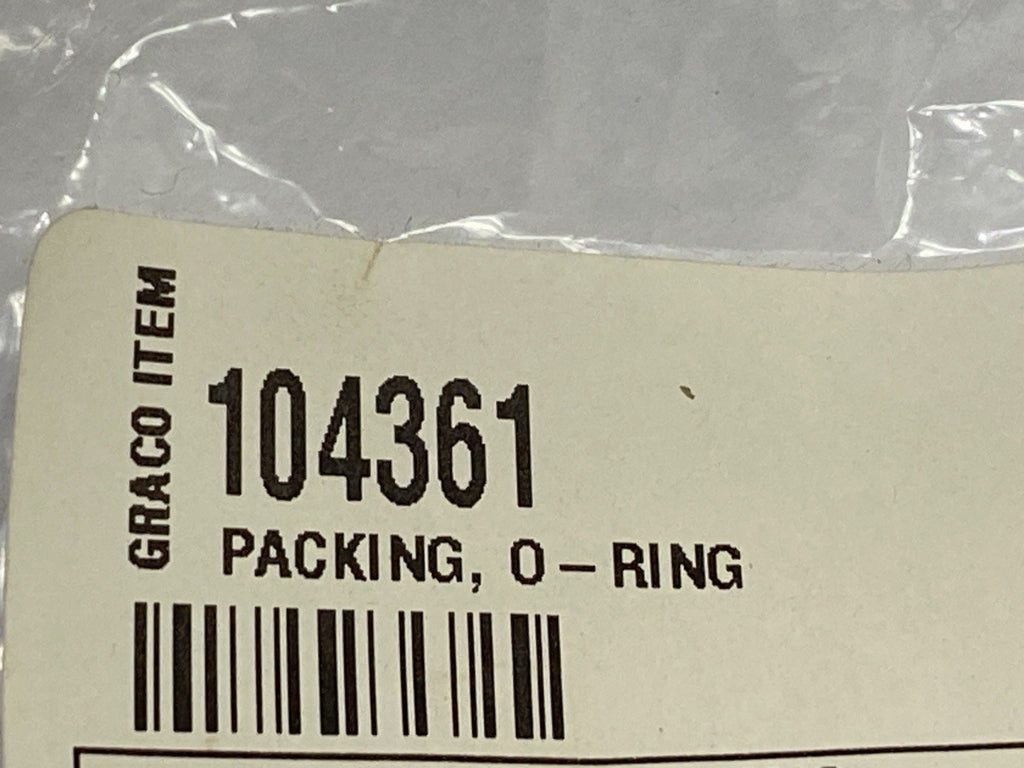 GRACO ITEM
104361
PACKING, O-RING